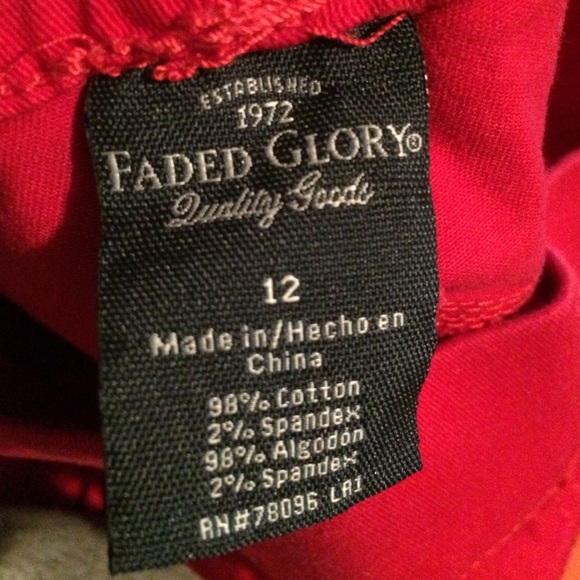 ESTABLISHED
1972
FADED GLORY®
Quality Goods
12
Made in/Hecho en
China
98% Cotton
2% Spandex
98% Algodón
2% Spandex
RN#78096 LA1